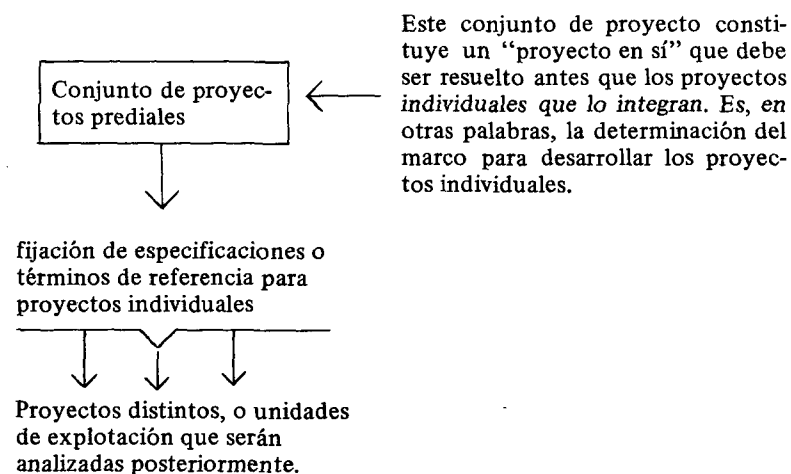 Este conjunto de proyecto consti-
tuye un “proyecto en sí” que debe
ser resuelto antes que los proyectos
individuales que lo integran. Es, en
otras palabras, la determinación del
marco para desarrollar los proyec-
tos individuales.
Conjunto de proyec-
tos prediales
fijación de especificaciones o
términos de referencia para
proyectos individuales
Proyectos distintos, o unidades
de explotación que serán
analizadas posteriormente.